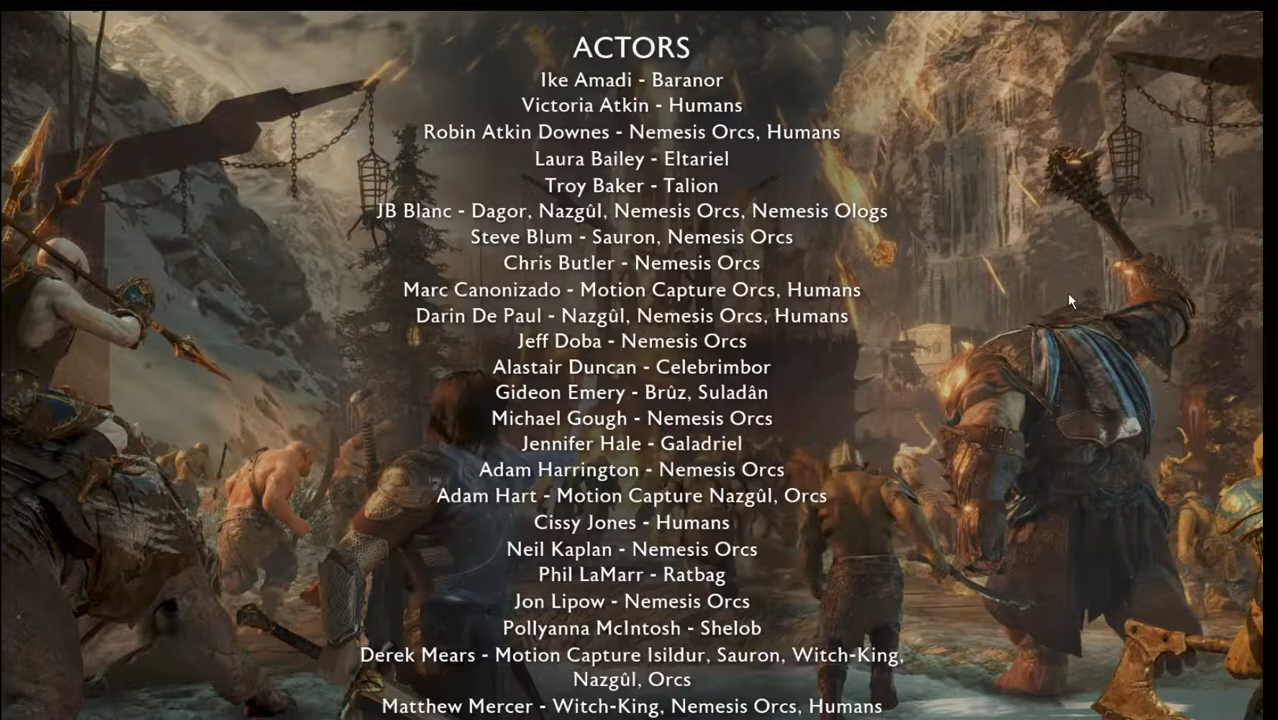 ACTORS
Ike Amadi - Baranor
Victoria Atkin - Humans
Robin Atkin Downes - Nemesis Orcs, Humans
Laura Bailey - Eltariel
Troy Baker - Talion
JB Blanc - Dagor, Nazgûl, Nemesis Orcs, Nemesis Ologs
Steve Blum - Sauron, Nemesis Orcs
Chris Butler - Nemesis Orcs
Marc Canonizado - Motion Capture Orcs, Humans
Darin De Paul - Nazgûl, Nemesis Orcs, Humans
Jeff Doba - Nemesis Orcs
Alastair Duncan - Celebrimbor
Gideon Emery - Brûz, Suladân
Michael Gough - Nemesis Orcs
Jennifer Hale - Galadriel
Adam Harrington - Nemesis Orcs
Adam Hart - Motion Capture Nazgûl, Orcs
Cissy Jones - Humans
Neil Kaplan - Nemesis Orcs
Phil LaMarr - Ratbag
Jon Lipow - Nemesis Orcs
Pollyanna McIntosh - Shelob
Derek Mears - Motion Capture Isildur, Sauron, Witch-King,
Nazgûl, Orcs
Matthew Mercer - Witch-King, Nemesis Orcs, Humans